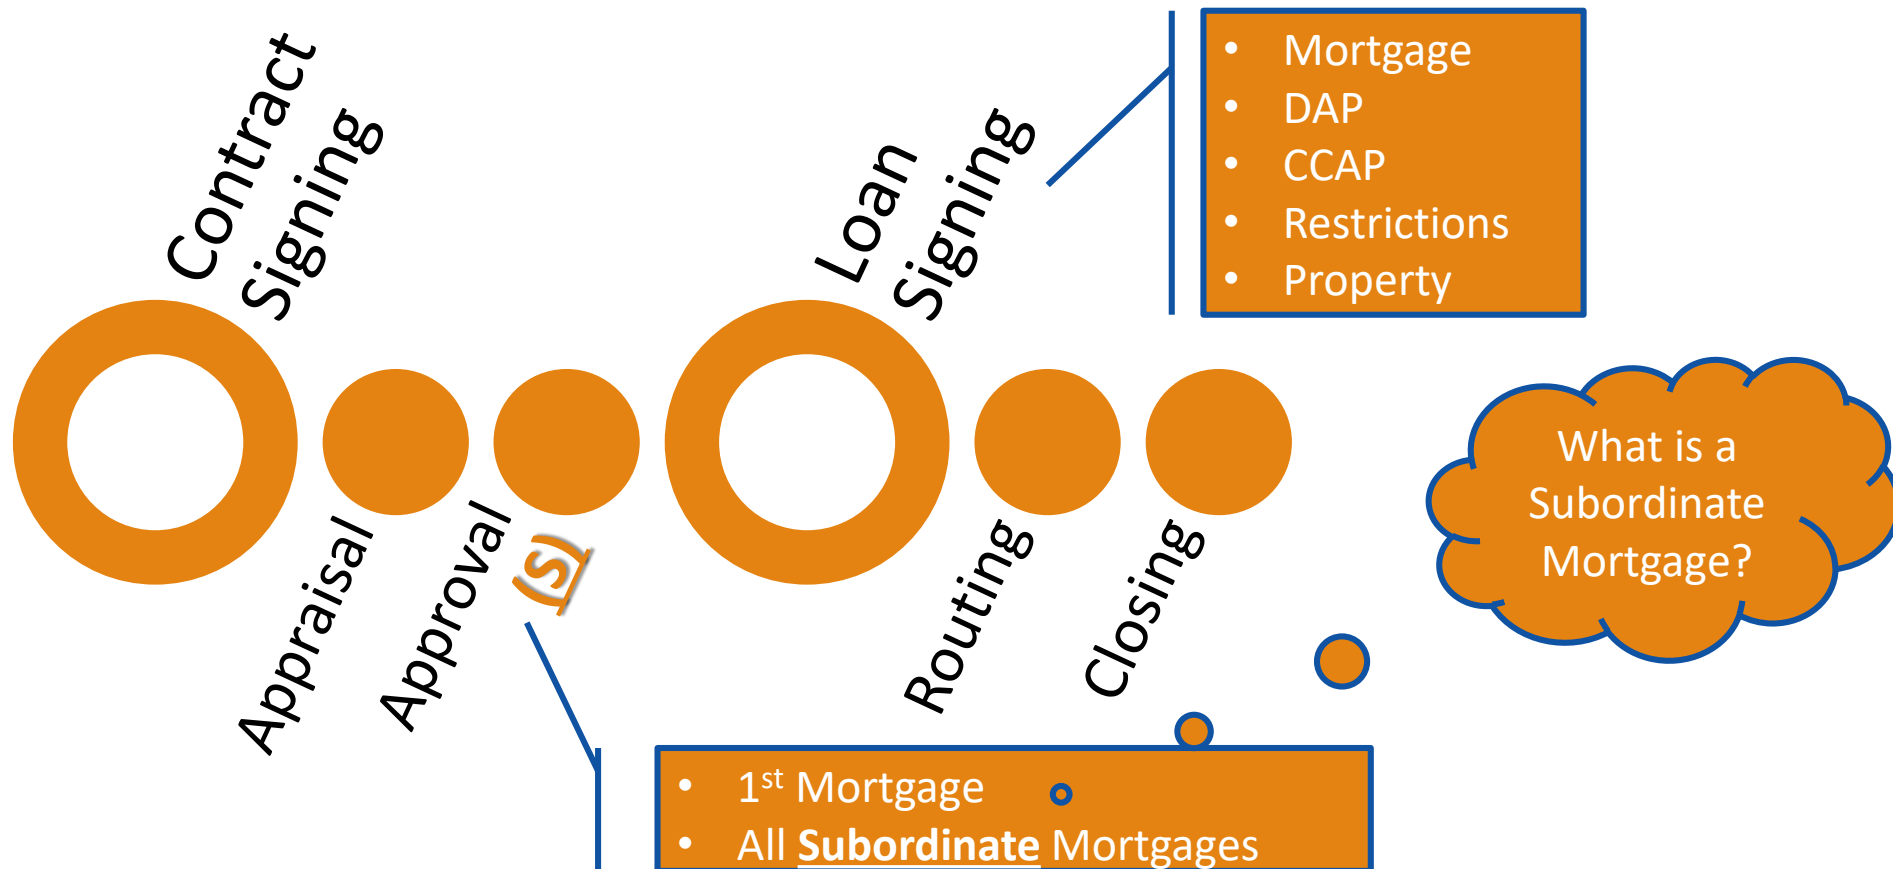 Contract
Signing
Appraisal
Approval
(s)
Loan
Signing
Routing
Closing
• Mortgage
• DAP
• CCAP
• Restrictions
• Property
What is a
Subordinate
Mortgage?
• 1st Mortgage
• All Subordinate Mortgages